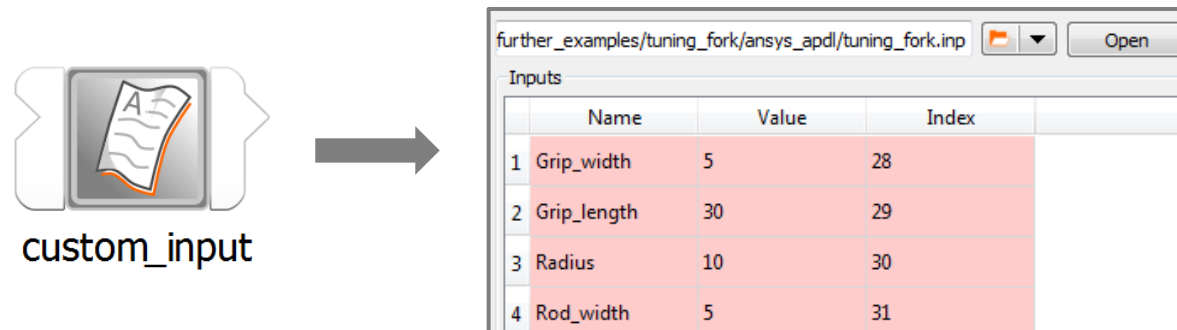 A
custom_input
further_examples/tuning_fork/ansys_apdl/tuning_fork.inp Open
Inputs
Name Value Index
1 Grip_width 5 28
2 Grip_length 30 29
3 Radius 10 30
4 Rod_width 5 31